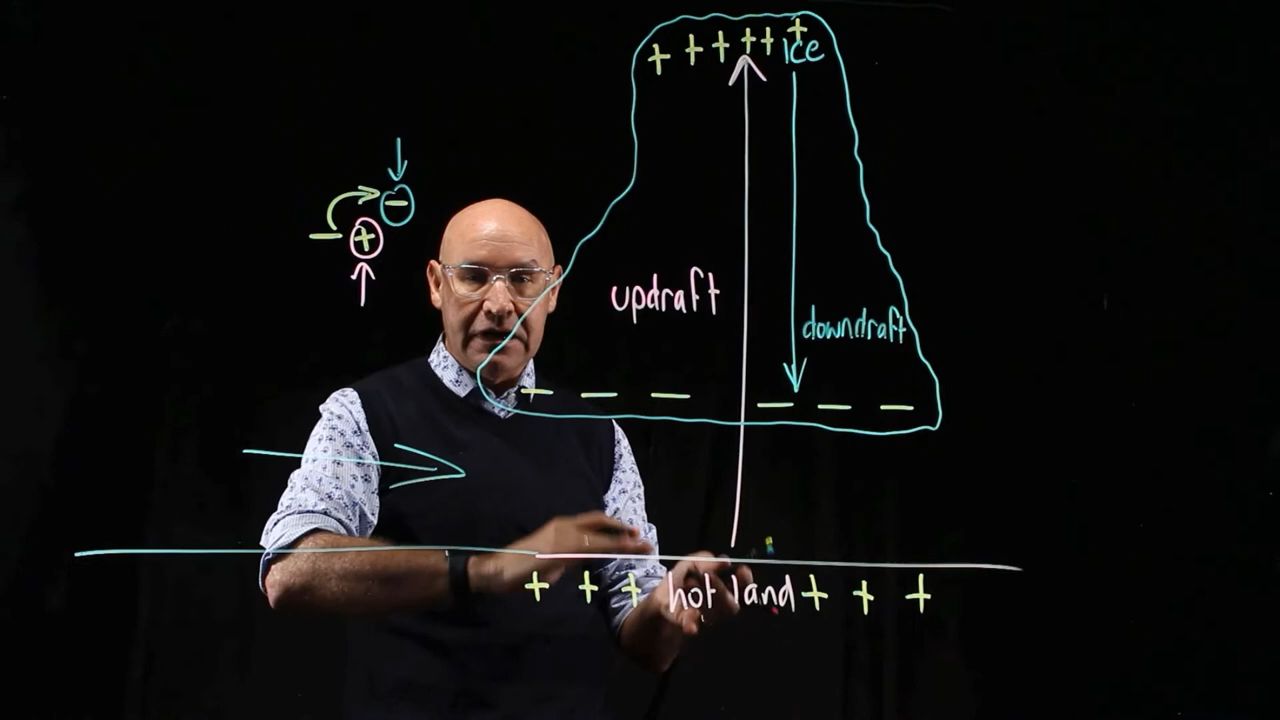 + + + + + +
ice
-
- +
updraft
downdraft
- - - - - -
+ + + hot land + + +